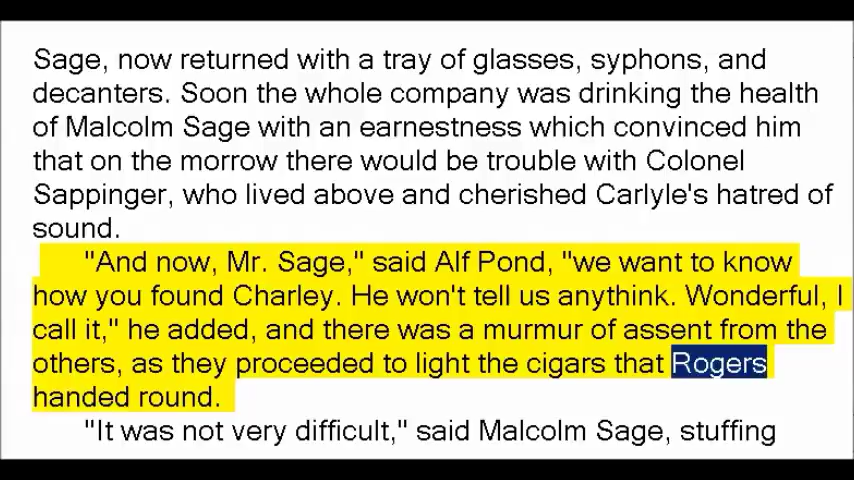 Sage, now returned with a tray of glasses, syphons, and
decanters. Soon the whole company was drinking the health
of Malcolm Sage with an earnestness which convinced him
that on the morrow there would be trouble with Colonel
Sappinger, who lived above and cherished Carlyle's hatred of
sound.
"And now, Mr. Sage," said Alf Pond, "we want to know
how you found Charley. He won't tell us anythink. Wonderful, I
call it," he added, and there was a murmur of assent from the
others, as they proceeded to light the cigars that Rogers
handed round.
"It was not very difficult," said Malcolm Sage, stuffing